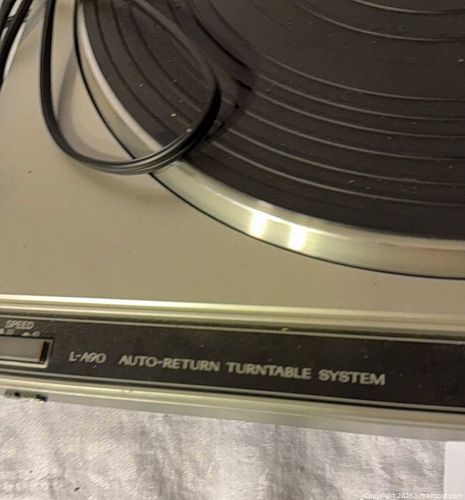 SPEED
L-A90 AUTO-RETURN TURNTABLE SYSTEM